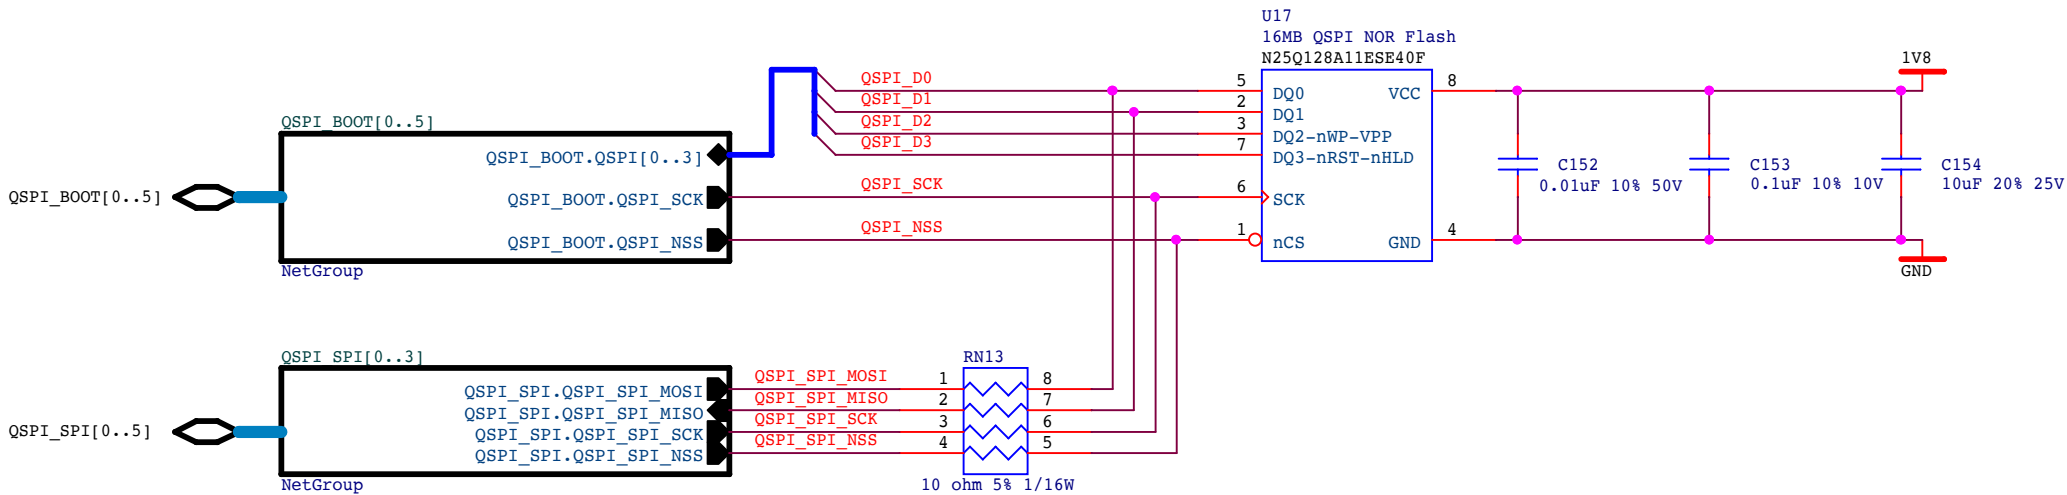 U17
16MB QSPI NOR Flash
N25Q128A11ESE40F
1V8
QSPI_D0
5
DQ0
VCC
8
QSPI_D1
2
DQ1
QSPI_BOOT[0..5]
QSPI_D2
3
DQ2-nWP-VPP
QSPI_D3
7
DQ3-nRST-nHLD
QSPI_BOOT.QSPI[0..3]
C152
0.01uF 10% 50V
C153
0.1uF 10% 10V
C154
10uF 20% 25V
QSPI_BOOT[0..5]
QSPI_BOOT.QSPI_SCK
QSPI_SCK
6
SCK
QSPI_BOOT.QSPI_NSS
QSPI_NSS
1
nCS
GND
4
NetGroup
GND
QSPI_SPI[0..3]
RN13
QSPI_SPI.QSPI_SPI_MOSI
QSPI_SPI_MOSI
1
8
QSPI_SPI.QSPI_SPI_MISO
QSPI_SPI_MISO
2
7
QSPI_SPI[0..5]
QSPI_SPI.QSPI_SPI_SCK
QSPI_SPI_SCK
3
6
QSPI_SPI.QSPI_SPI_NSS
QSPI_SPI_NSS
4
5
NetGroup
10 ohm 5% 1/16W